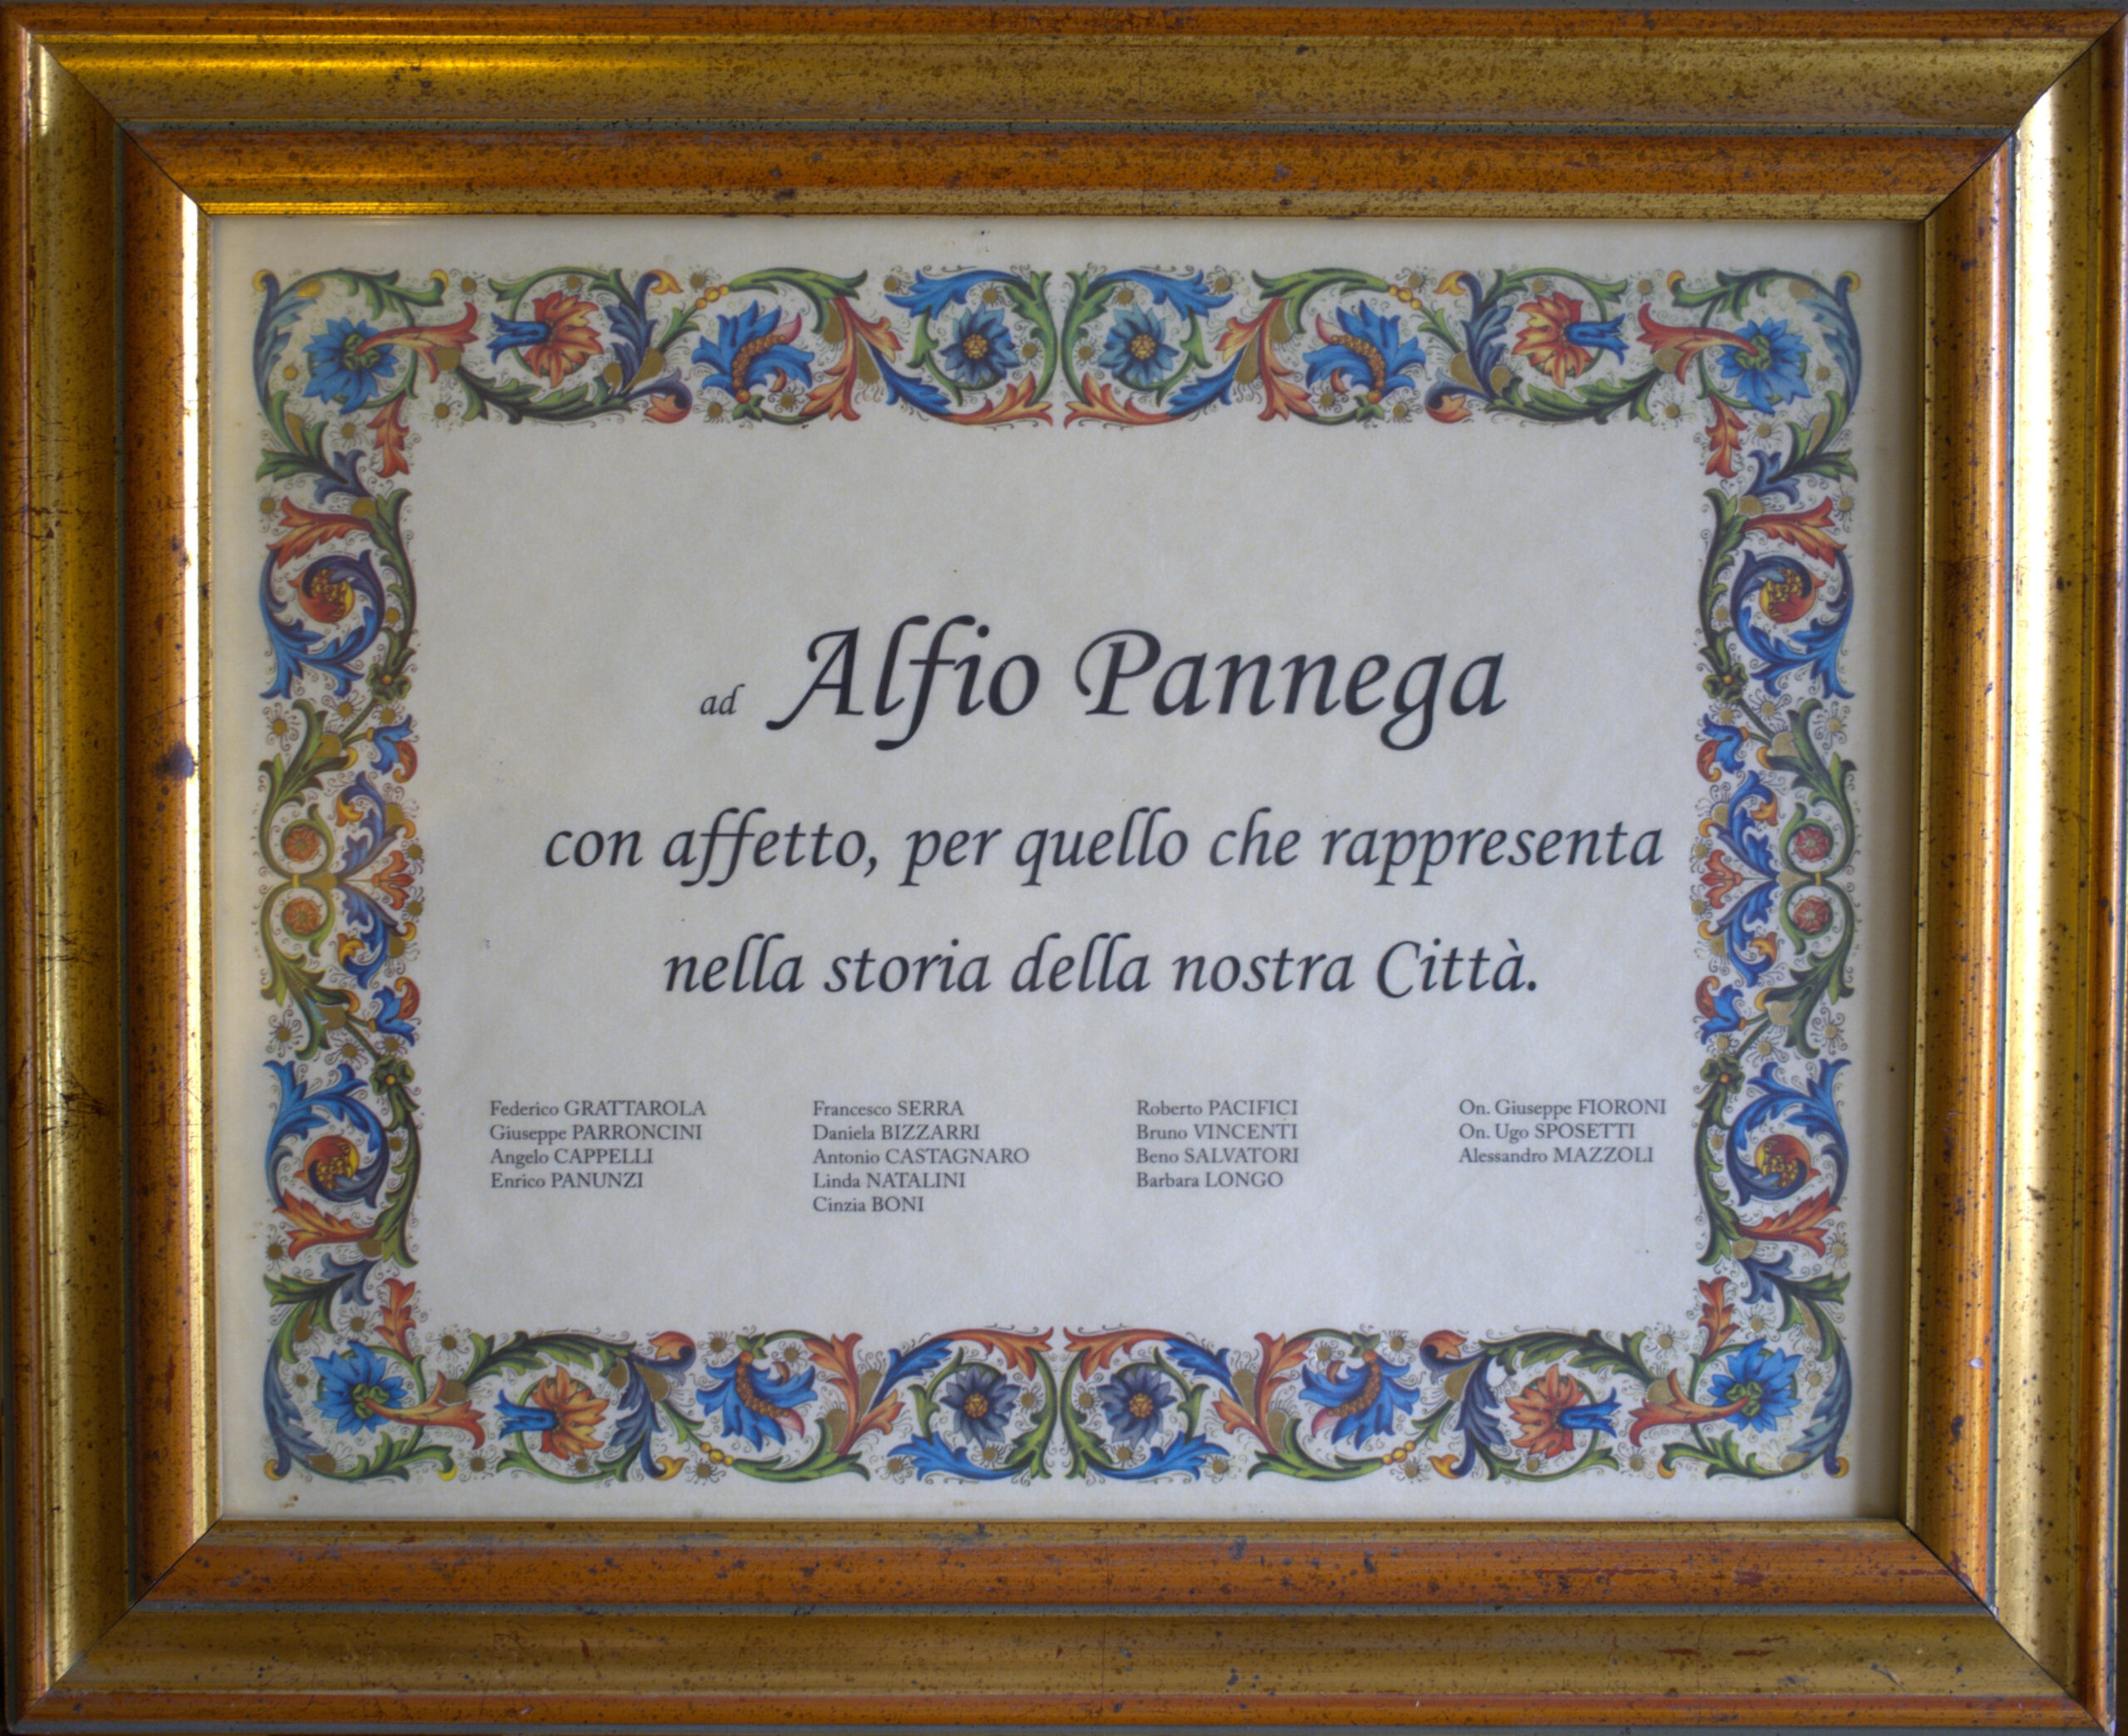 ad Alfio Pannega
con affetto, per quello che rappresenta
nella storia della nostra Città.
Federico GRATTAROLA
Giuseppe PARRONCINI
Angelo CAPPELLI
Enrico PANUNZI
Francesco SERRA
Daniela BIZZARRI
Antonio CASTAGNARO
Linda NATALINI
Cinzia BONI
Roberto PACIFICI
Bruno VINCENTI
Beno SALVATORI
Barbara LONGO
On. Giuseppe FIORONI
On. Ugo SPOSETTI
Alessandro MAZZOLI